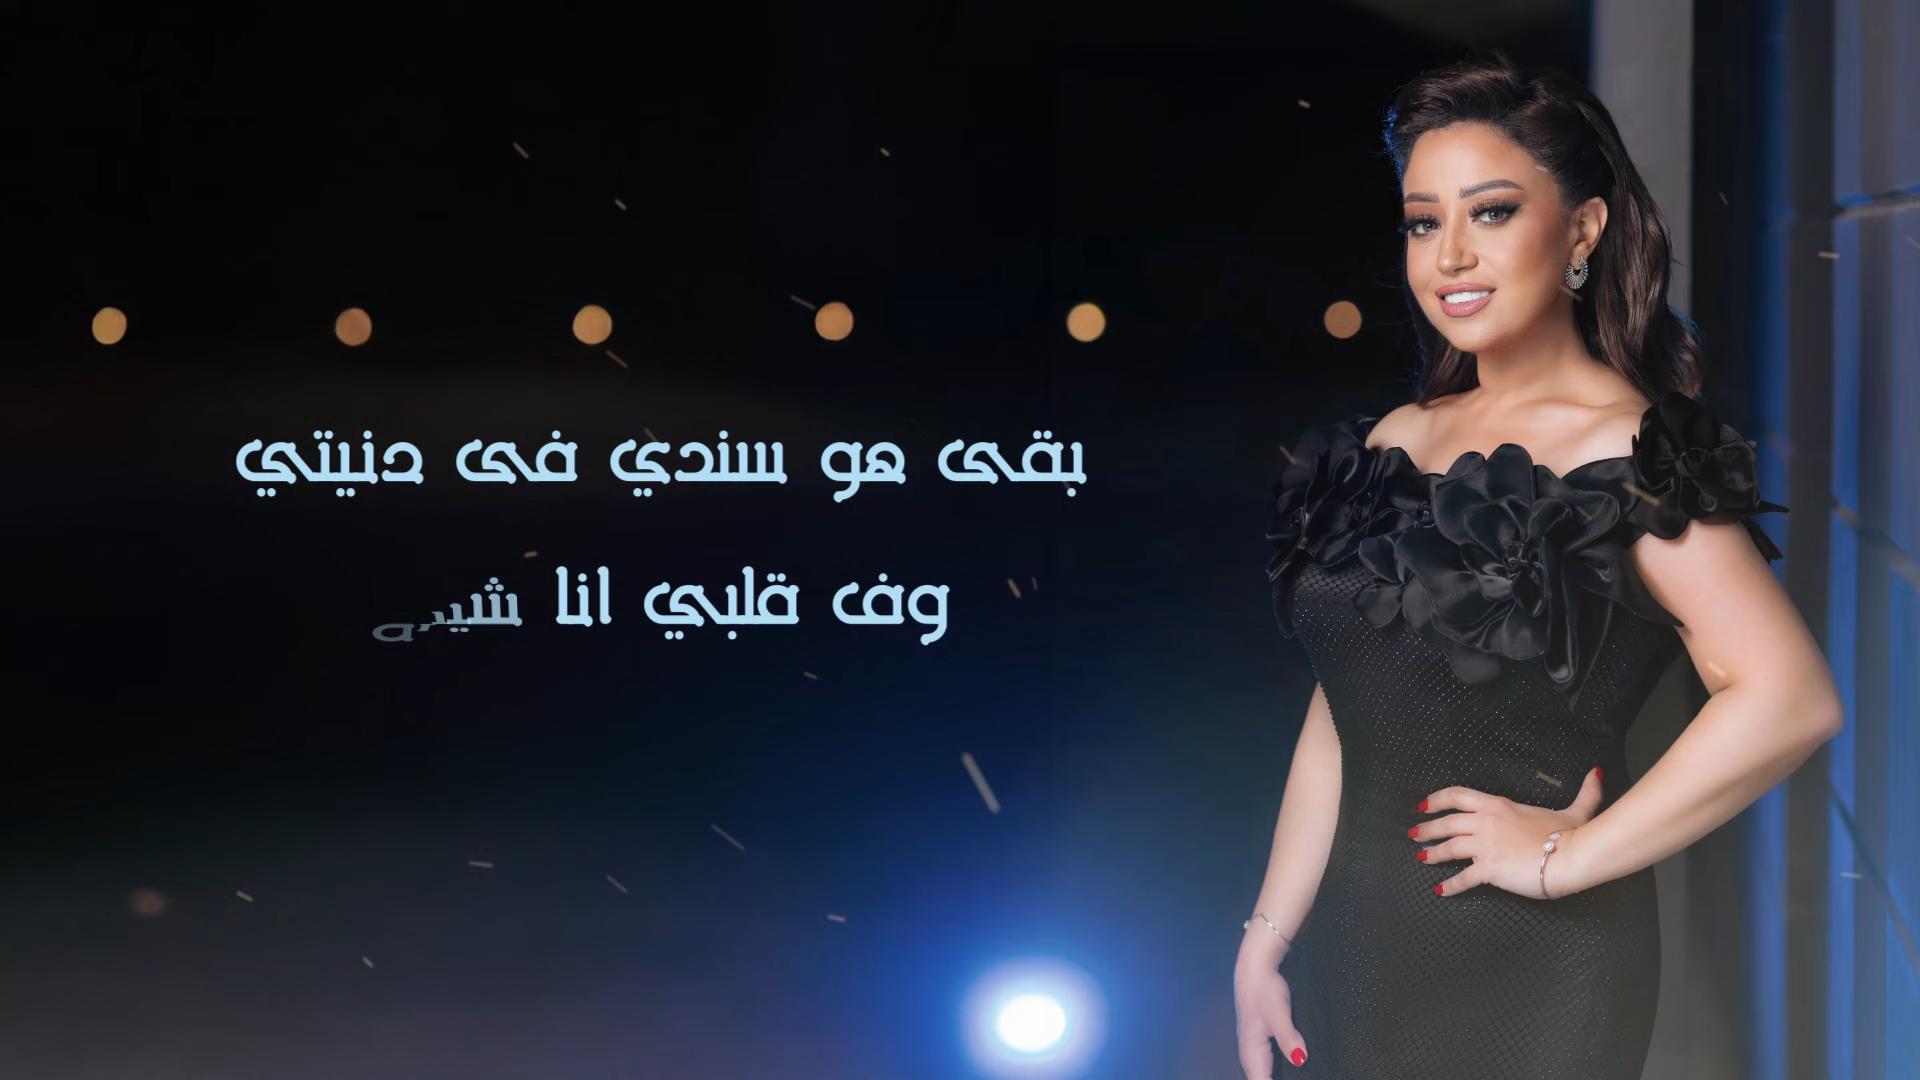 بقى هو سندي فى دنيتي
وف قلبي انا